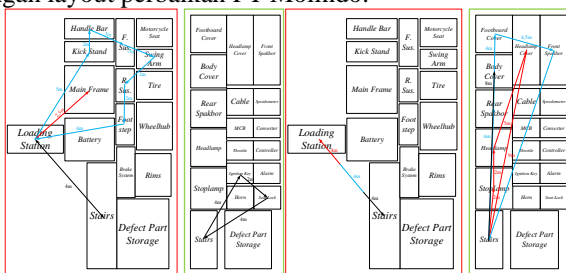 gan layout perbaikan PT Molindo.
Handle Bar
F. Sus.
Motorcycle Seat
Kick Stand
Swing Arm
Main Frame
R. Sus.
Tire
Loading Station
Battery
Foot step
Wheelhub
Brake System
Rims
Stairs
Defect Part Storage
Footboard Cover
Headlamp Cover
Front Spakbor
Body Cover
Rear Spakbor
Cable
Speedometer
MCB
Converter
Headlamp
Throttle
Controller
Ignition Key
Alarm
Stoplamp
Horn
Seat Lock
Stairs
Defect Part Storage
Handle Bar
F. Sus.
Motorcycle Seat
Kick Stand
Swing Arm
Main Frame
R. Sus.
Tire
Loading Station
Battery
Foot step
Wheelhub
Brake System
Rims
Stairs
Defect Part Storage
Footboard Cover
Headlamp Cover
Front Spakbor
Body Cover
Rear Spakbor
Cable
Speedometer
MCB
Converter
Headlamp
Throttle
Controller
Ignition Key
Alarm
Stoplamp
Horn
Seat Lock
Stairs
Defect Part Storage